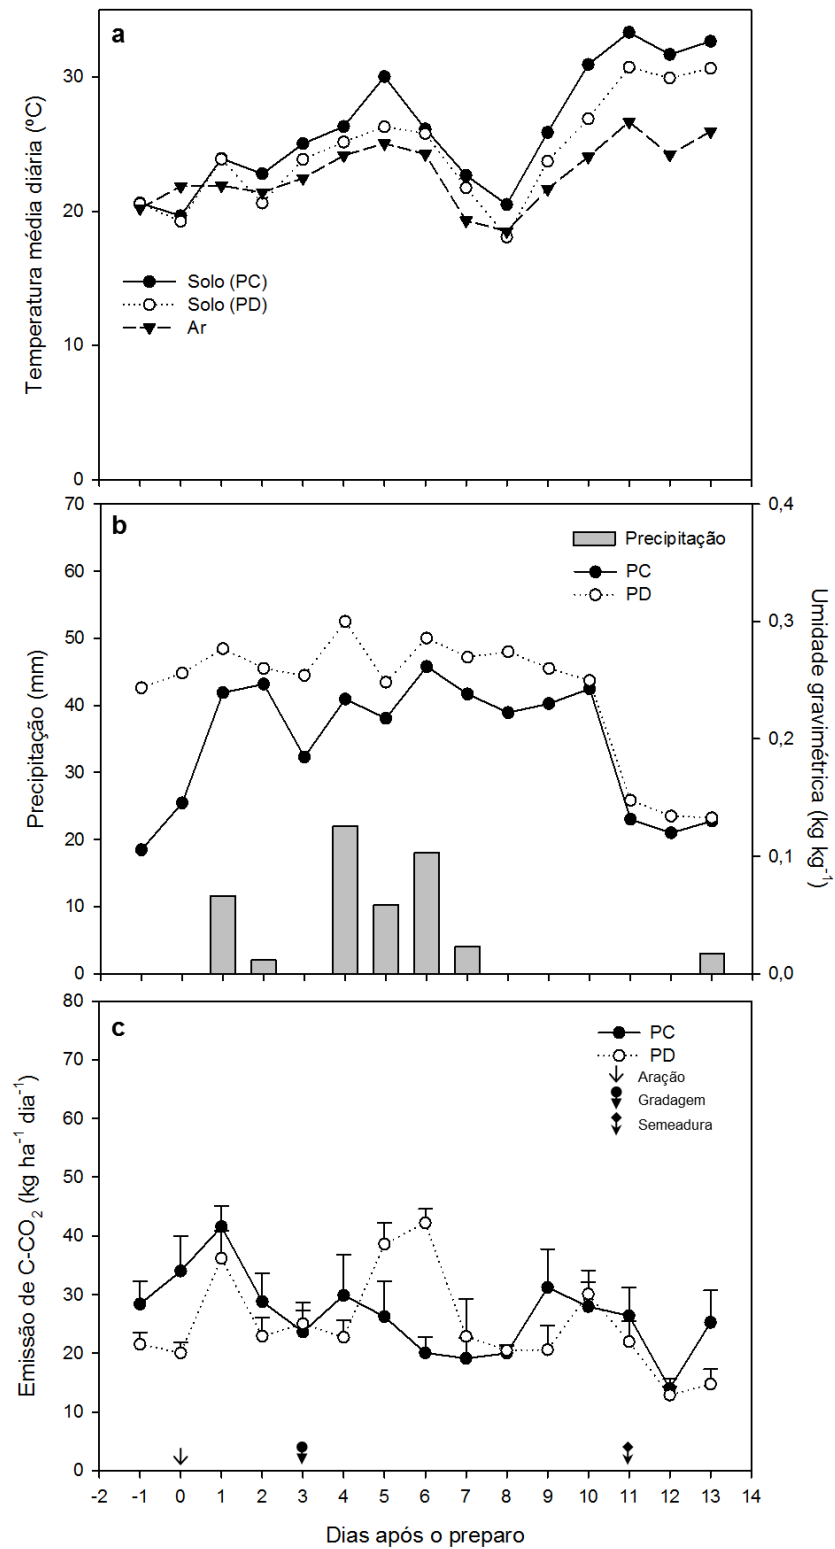 a
Temperatura média diária (ºC)
30
20
10
0
Solo (PC)
Solo (PD)
Ar
b
Precipitação (mm)
70
60
50
40
30
20
10
0
Precipitação
PC
PD
0,4
0,3
0,2
0,1
0,0
Umidade gravimétrica (kg kg⁻¹)
c
Emissão de C-CO₂ (kg ha⁻¹ dia⁻¹)
80
70
60
50
40
30
20
10
0
PC
PD
Aração
Gradagem
Semeadura
-2 -1 0 1 2 3 4 5 6 7 8 9 10 11 12 13 14
Dias após o preparo